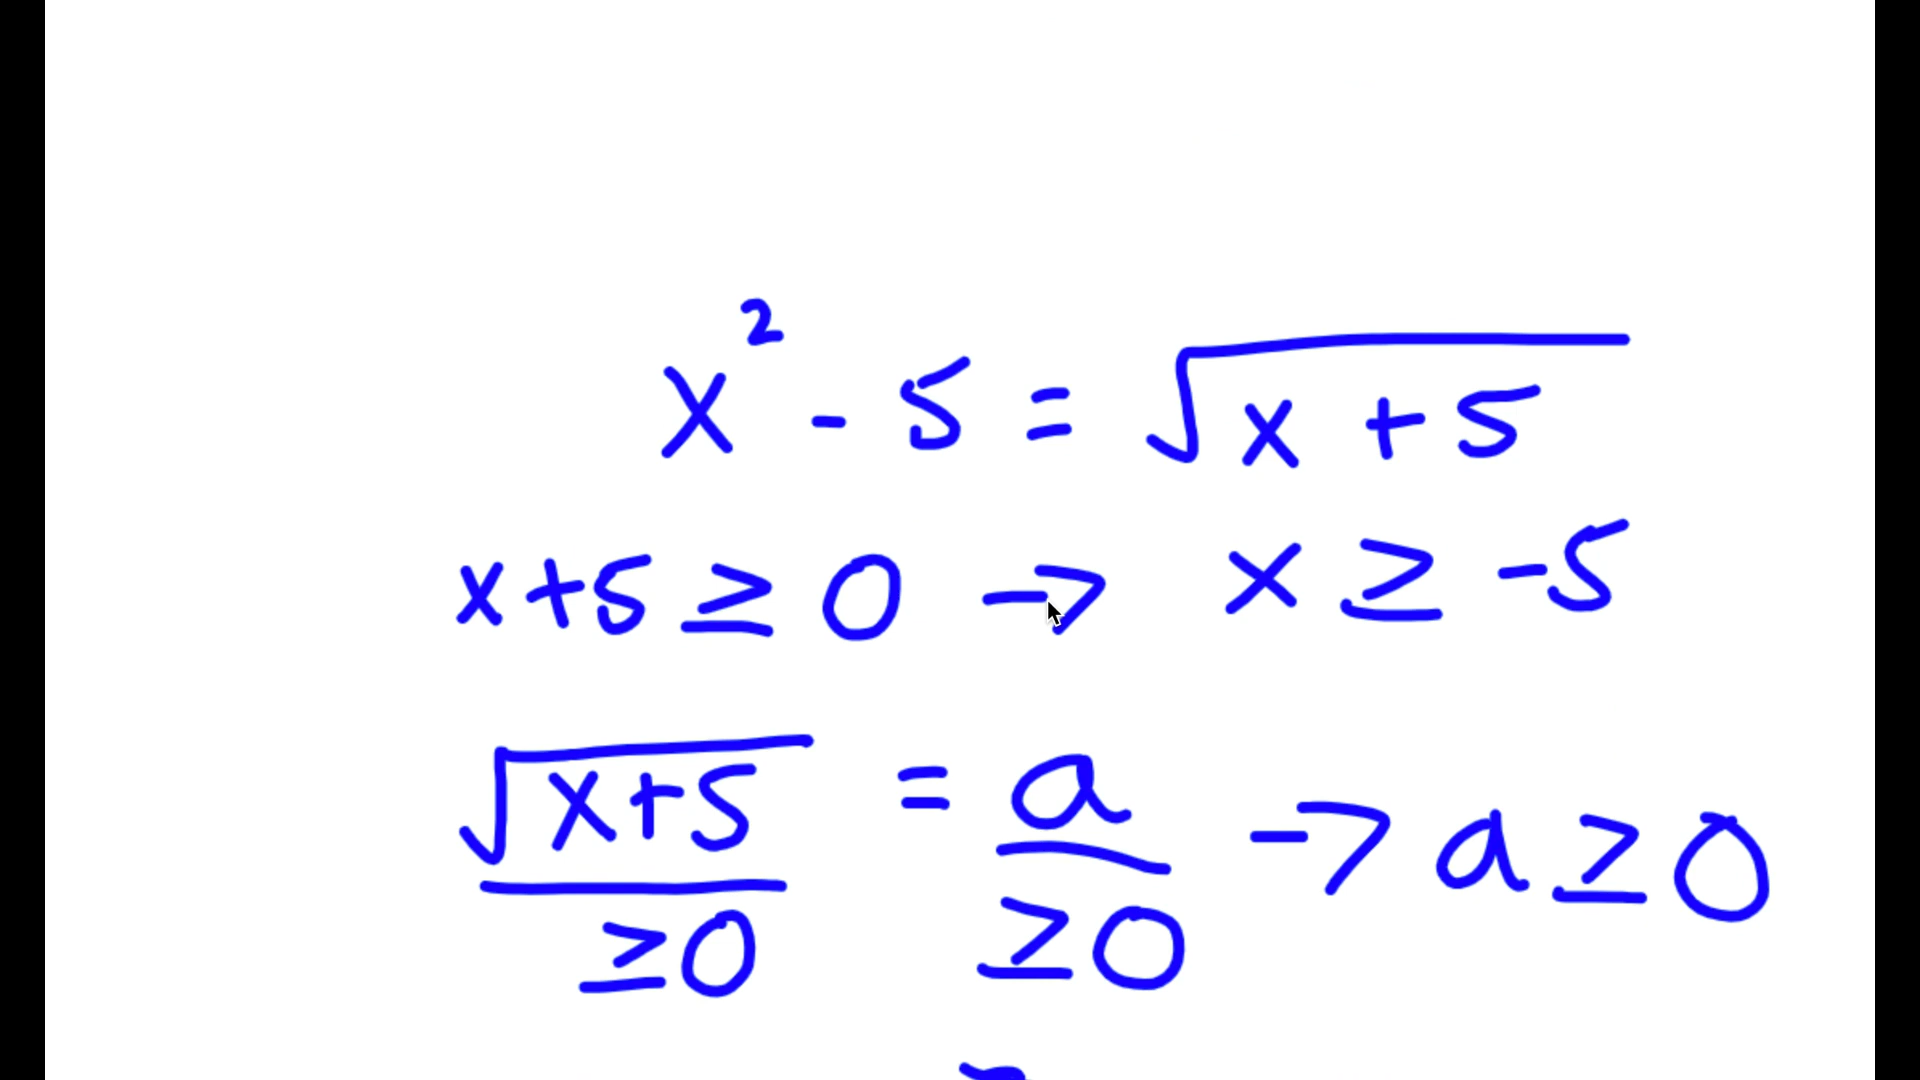 x² - 5 = √(x + 5)
x+5 ≥ 0 → x ≥ -5
√(x+5) = a → a ≥ 0
≥0 ≥0